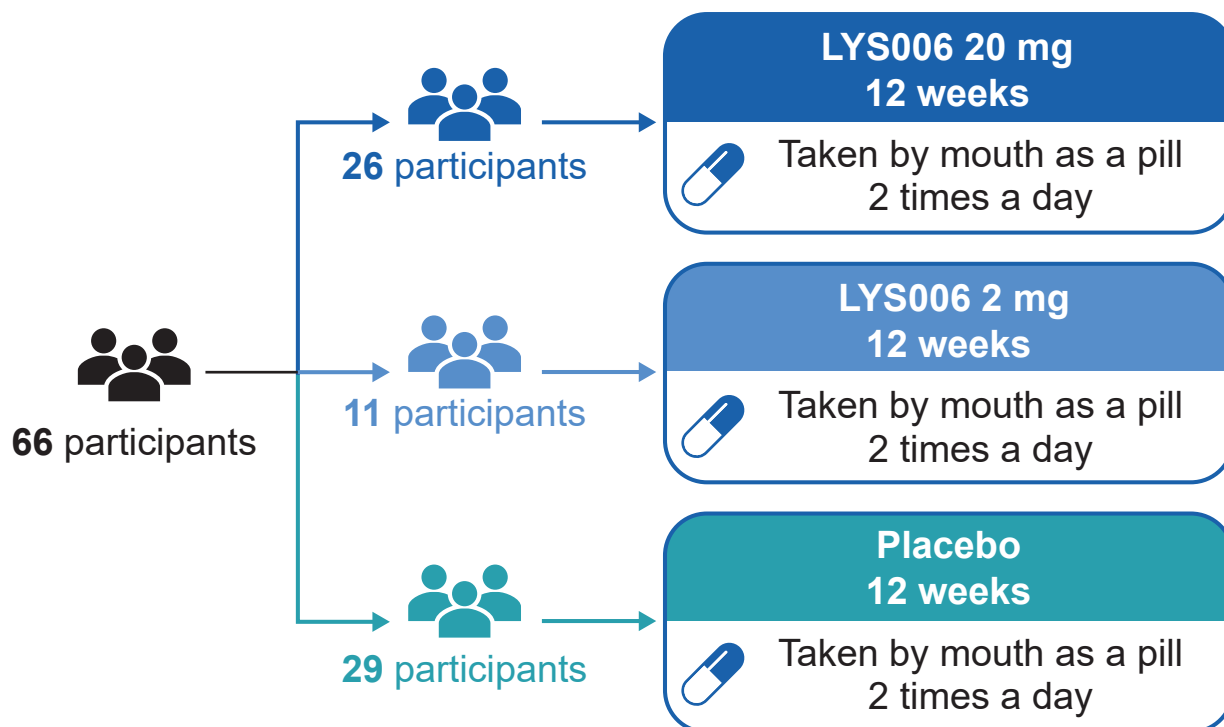 LYS006 20 mg
12 weeks
26 participants
Taken by mouth as a pill
2 times a day
LYS006 2 mg
12 weeks
66 participants
11 participants
Taken by mouth as a pill
2 times a day
Placebo
12 weeks
29 participants
Taken by mouth as a pill
2 times a day